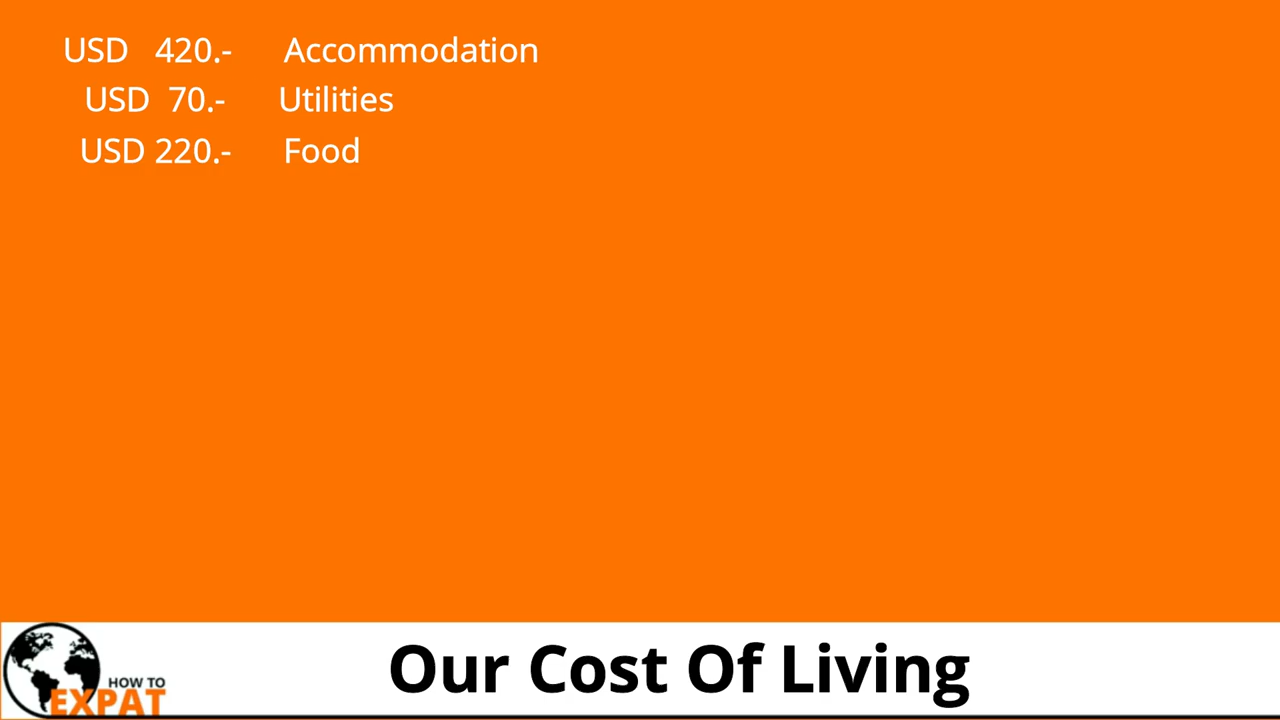 USD 420.- Accommodation
USD 70.- Utilities
USD 220.- Food
Our Cost Of Living
HOW TO
EXPAT